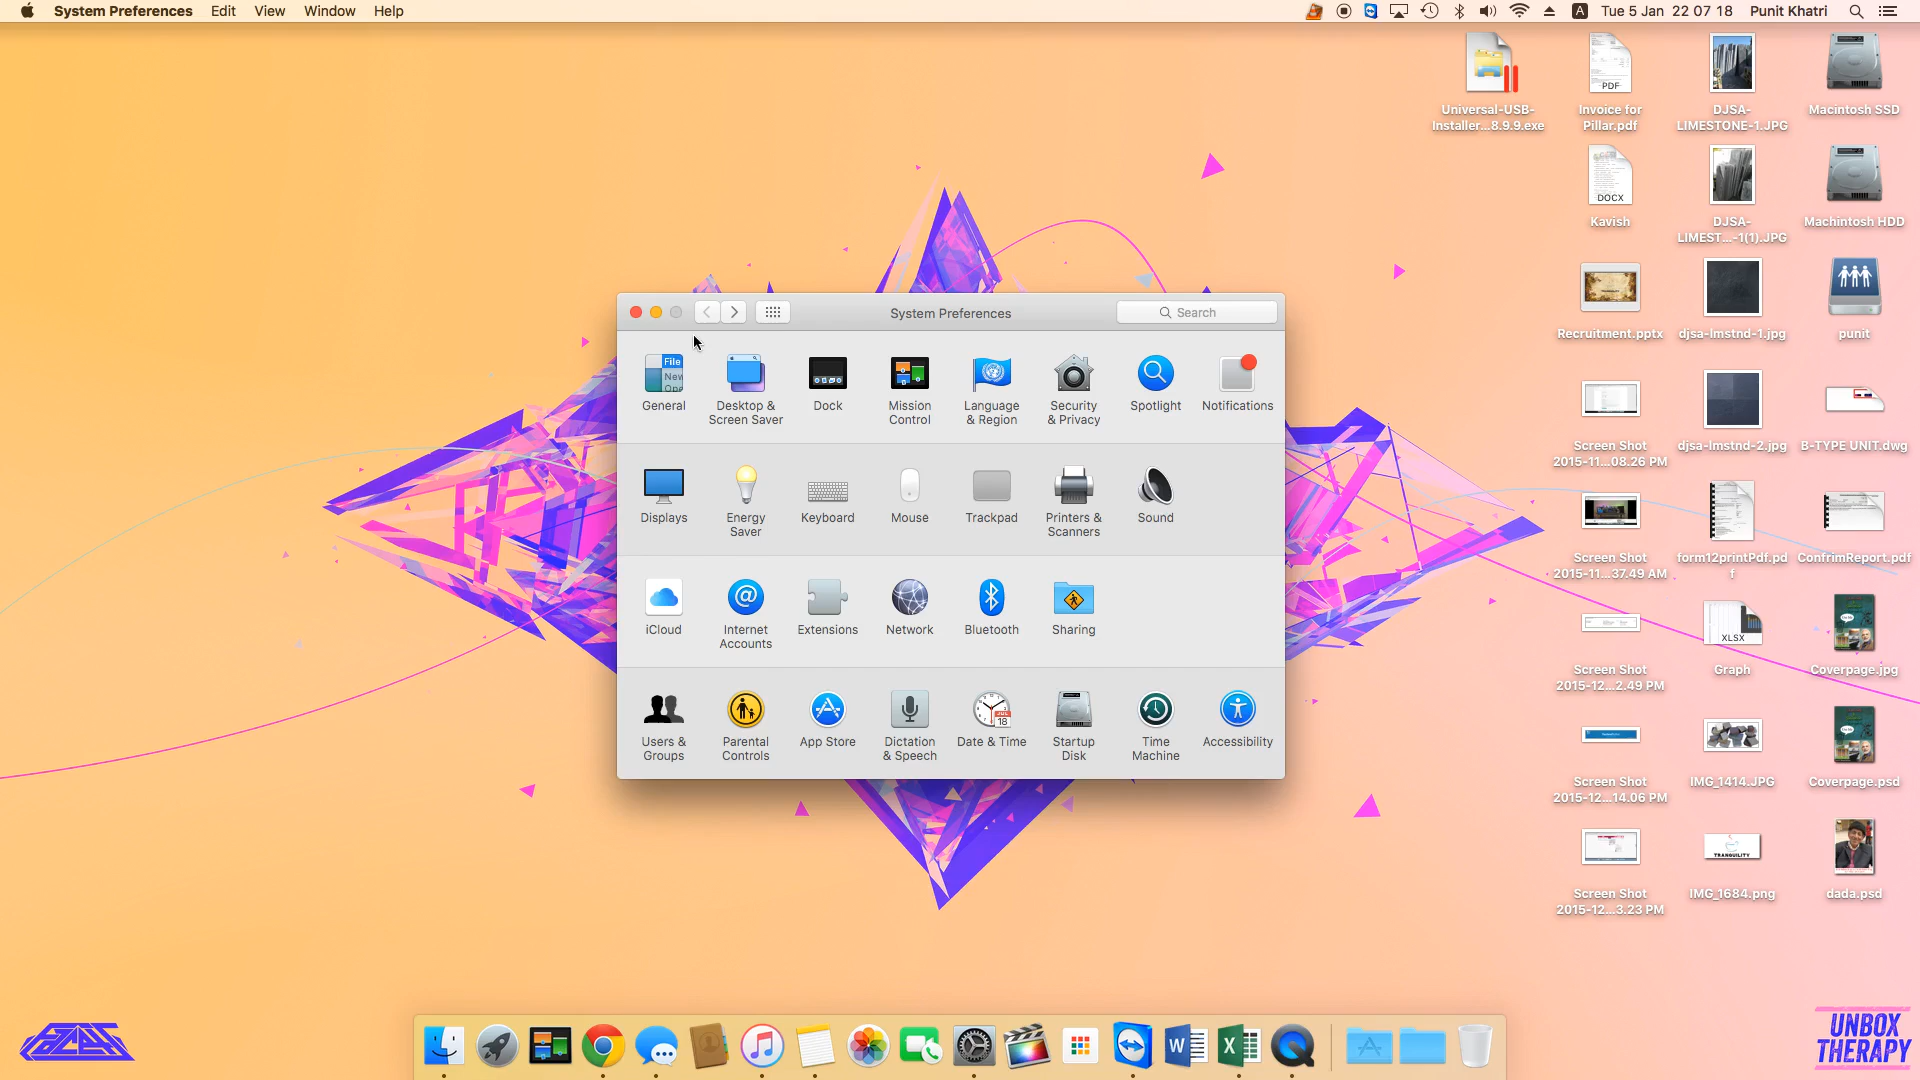 System Preferences Edit View Window Help
A Tue 5 Jan 22 07 18 Punit Khatri
System Preferences
Search
File
New
General
Desktop &
Screen Saver
Dock
Mission
Control
Language
& Region
Security
& Privacy
Spotlight
Notifications
Displays
Energy
Saver
Keyboard
Mouse
Trackpad
Printers &
Scanners
Sound
iCloud
@
Internet
Accounts
Extensions
Network
Bluetooth
Sharing
Users &
Groups
Parental
Controls
App Store
Dictation
& Speech
18
Date & Time
Startup
Disk
Time
Machine
Accessibility
Universal-USB-
Installer...8.9.9.exe
PDF
Invoice for
Pillar.pdf
DJSA-
LIMESTONE-1.JPG
Macintosh SSD
DOCX
Kavish
DJSA-
LIMEST...-1(1).JPG
Machintosh HDD
Recruitment.pptx
djsa-lmstnd-1.jpg
punit
Screen Shot
2015-11...08.26 PM
djsa-lmstnd-2.jpg
B-TYPE UNIT.dwg
Screen Shot
2015-11...37.49 AM
form12printPdf.pd
f
ConfrimReport.pdf
Screen Shot
2015-12...2.49 PM
XLSX
Graph
Coverpage.jpg
Screen Shot
2015-12...14.06 PM
IMG_1414.JPG
Coverpage.psd
Screen Shot
2015-12...3.23 PM
TRANQUILITY
IMG_1684.png
dada.psd
W
X
UNBOX
THERAPY